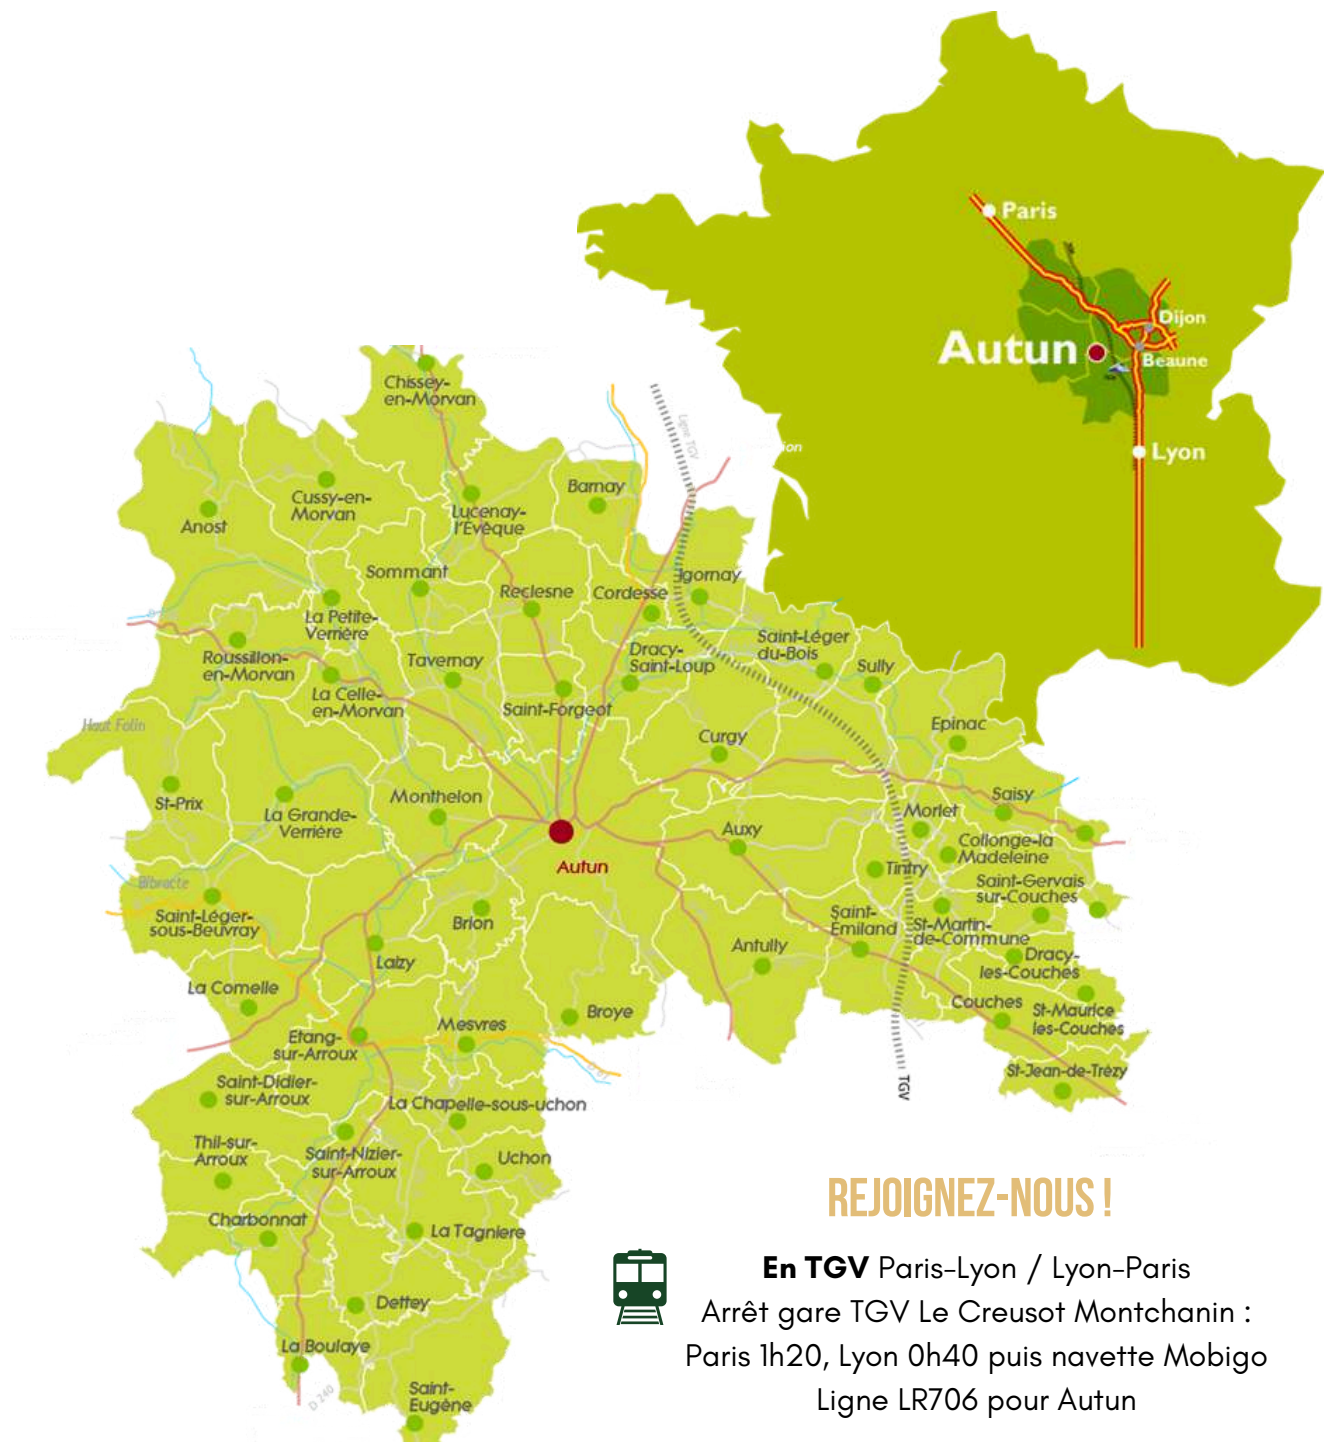 Paris
Dijon
Autun
Beaune
Lyon
Chissey-
en-Morvan
Ligne TGV
ion
Cussy-en-
Morvan
Barnay
Anost
Lucenay-
l'Evêque
Sommant
Igornay
Reclesne
Cordesse
La Petite-
Verrière
Saint-Léger
du-Bois
Roussillon-
en-Morvan
Tavernay
Dracy-
Saint-Loup
Sully
La Celle-
en-Morvan
Saint-Forgeot
Haut Folin
Curgy
Epinac
St-Prix
La Grande-
Verrière
Monthelon
Saisy
Auxy
Morlet
Collonge-la
Madeleine
Autun
Tintry
Saint-Gervais
sur-Couches
Bibracte
Saint-Léger-
sous-Beuvray
Brion
Saint-
Emiland
St-Martin-
de-Commune
Antully
Laizy
Dracy-
les-Couches
La Comelle
Broye
Couches
St-Maurice
les-Couches
Etang-
sur-Arroux
Mesvres
St-Jean-de-Trézy
TGV
Saint-Didier-
sur-Arroux
La Chapelle-sous-uchon
Thil-sur-
Arroux
Saint-Nizier-
sur-Arroux
Uchon
Charbonnat
La Tagniere
Dettey
La Boulaye
D 240
Saint-
Eugène
REJOIGNEZ-NOUS !
En TGV Paris-Lyon / Lyon-Paris
Arrêt gare TGV Le Creusot Montchanin :
Paris 1h20, Lyon 0h40 puis navette Mobigo
Ligne LR706 pour Autun